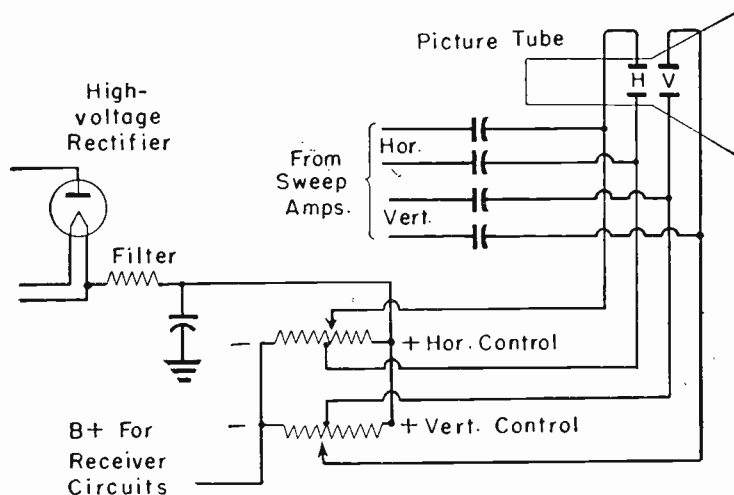 Picture Tube
H V
High-
voltage
Rectifier
From
Sweep
Amps.
Hor.
Vert.
Filter
- + Hor. Control
- + Vert. Control
B+ For
Receiver
Circuits